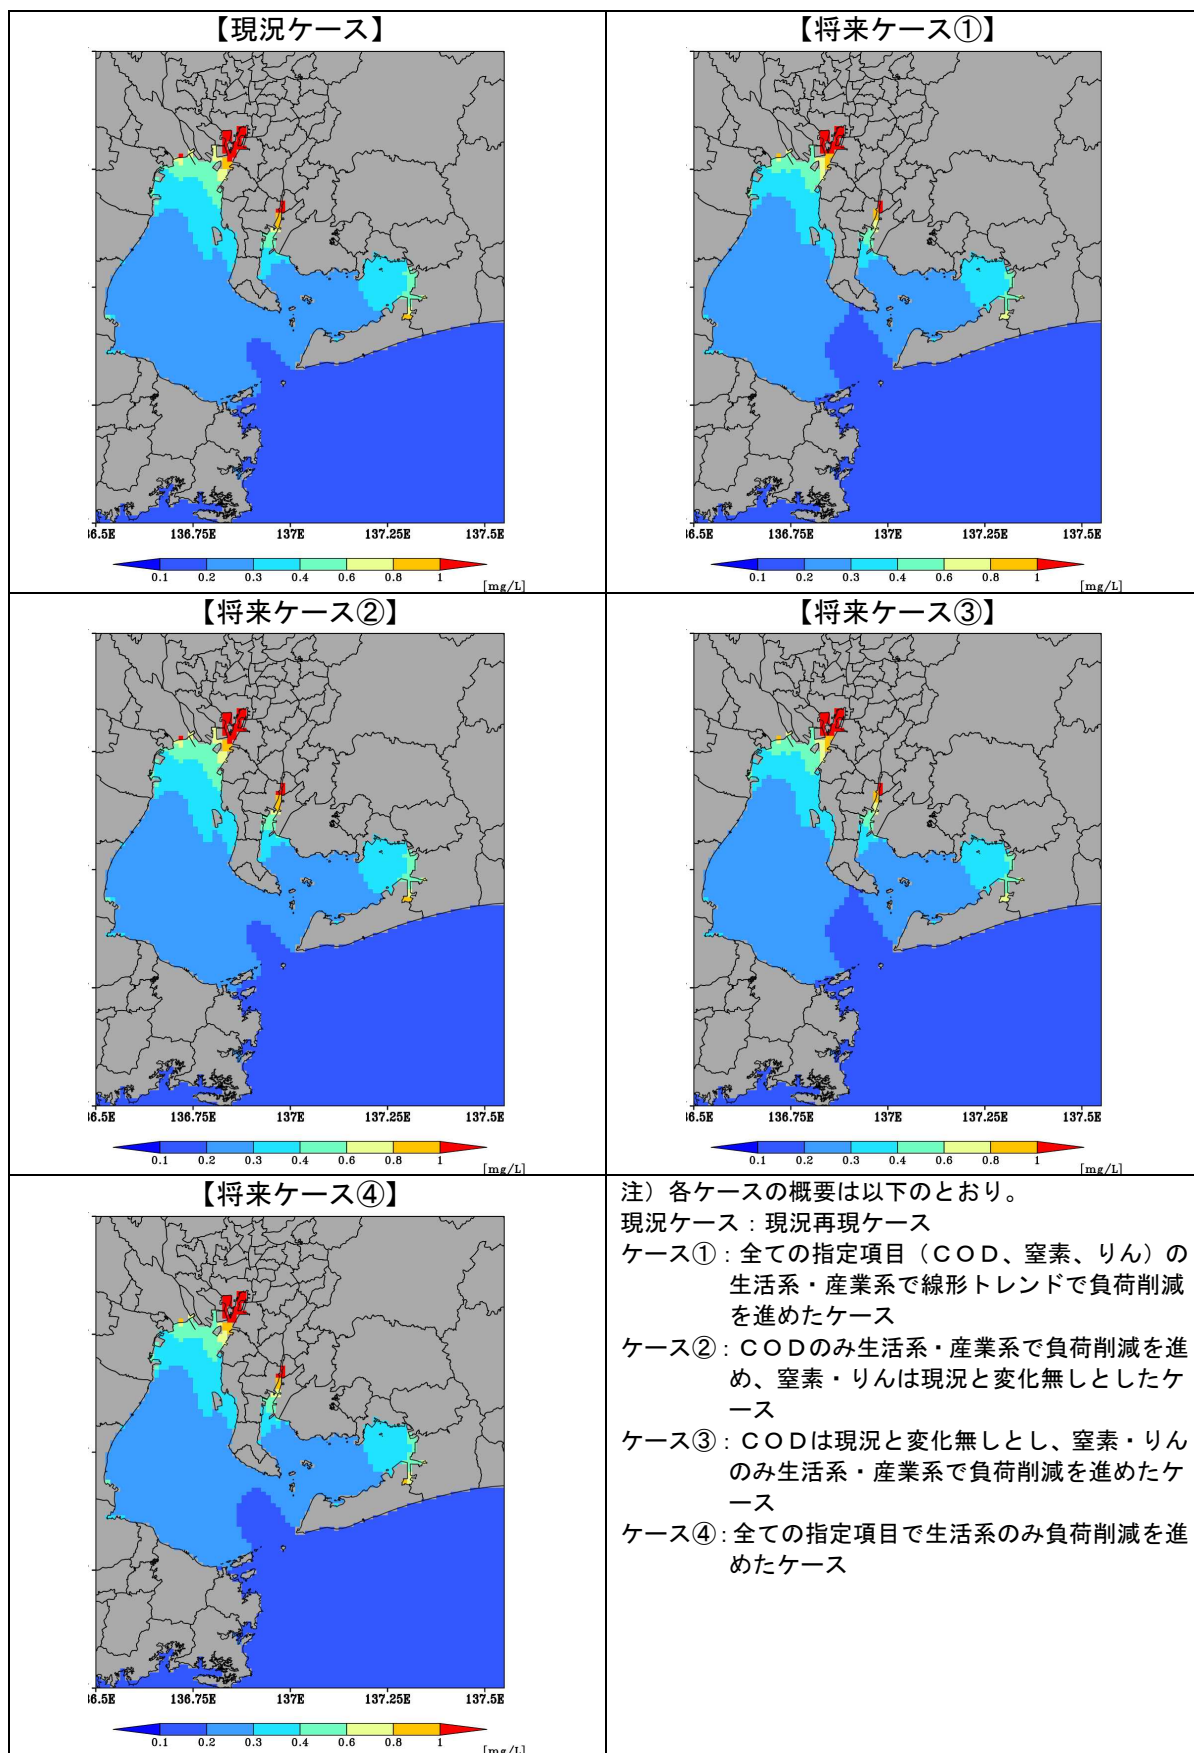 【現況ケース】
36.5E 136.75E 137E 137.25E 137.5E
0.1 0.2 0.3 0.4 0.6 0.8 1
[mg/L]
【将来ケース①】
36.5E 136.75E 137E 137.25E 137.5E
0.1 0.2 0.3 0.4 0.6 0.8 1
[mg/L]
【将来ケース②】
36.5E 136.75E 137E 137.25E 137.5E
0.1 0.2 0.3 0.4 0.6 0.8 1
[mg/L]
【将来ケース③】
36.5E 136.75E 137E 137.25E 137.5E
0.1 0.2 0.3 0.4 0.6 0.8 1
[mg/L]
【将来ケース④】
36.5E 136.75E 137E 137.25E 137.5E
0.1 0.2 0.3 0.4 0.6 0.8 1
[mg/L]
注）各ケースの概要は以下のとおり。
現況ケース：現況再現ケース
ケース①：全ての指定項目（ＣＯＤ、窒素、りん）の
生活系・産業系で線形トレンドで負荷削減
を進めたケース
ケース②：ＣＯＤのみ生活系・産業系で負荷削減を進
め、窒素・りんは現況と変化無しとしたケ
ース
ケース③：ＣＯＤは現況と変化無しとし、窒素・りん
のみ生活系・産業系で負荷削減を進めたケ
ース
ケース④：全ての指定項目で生活系のみ負荷削減を進
めたケース